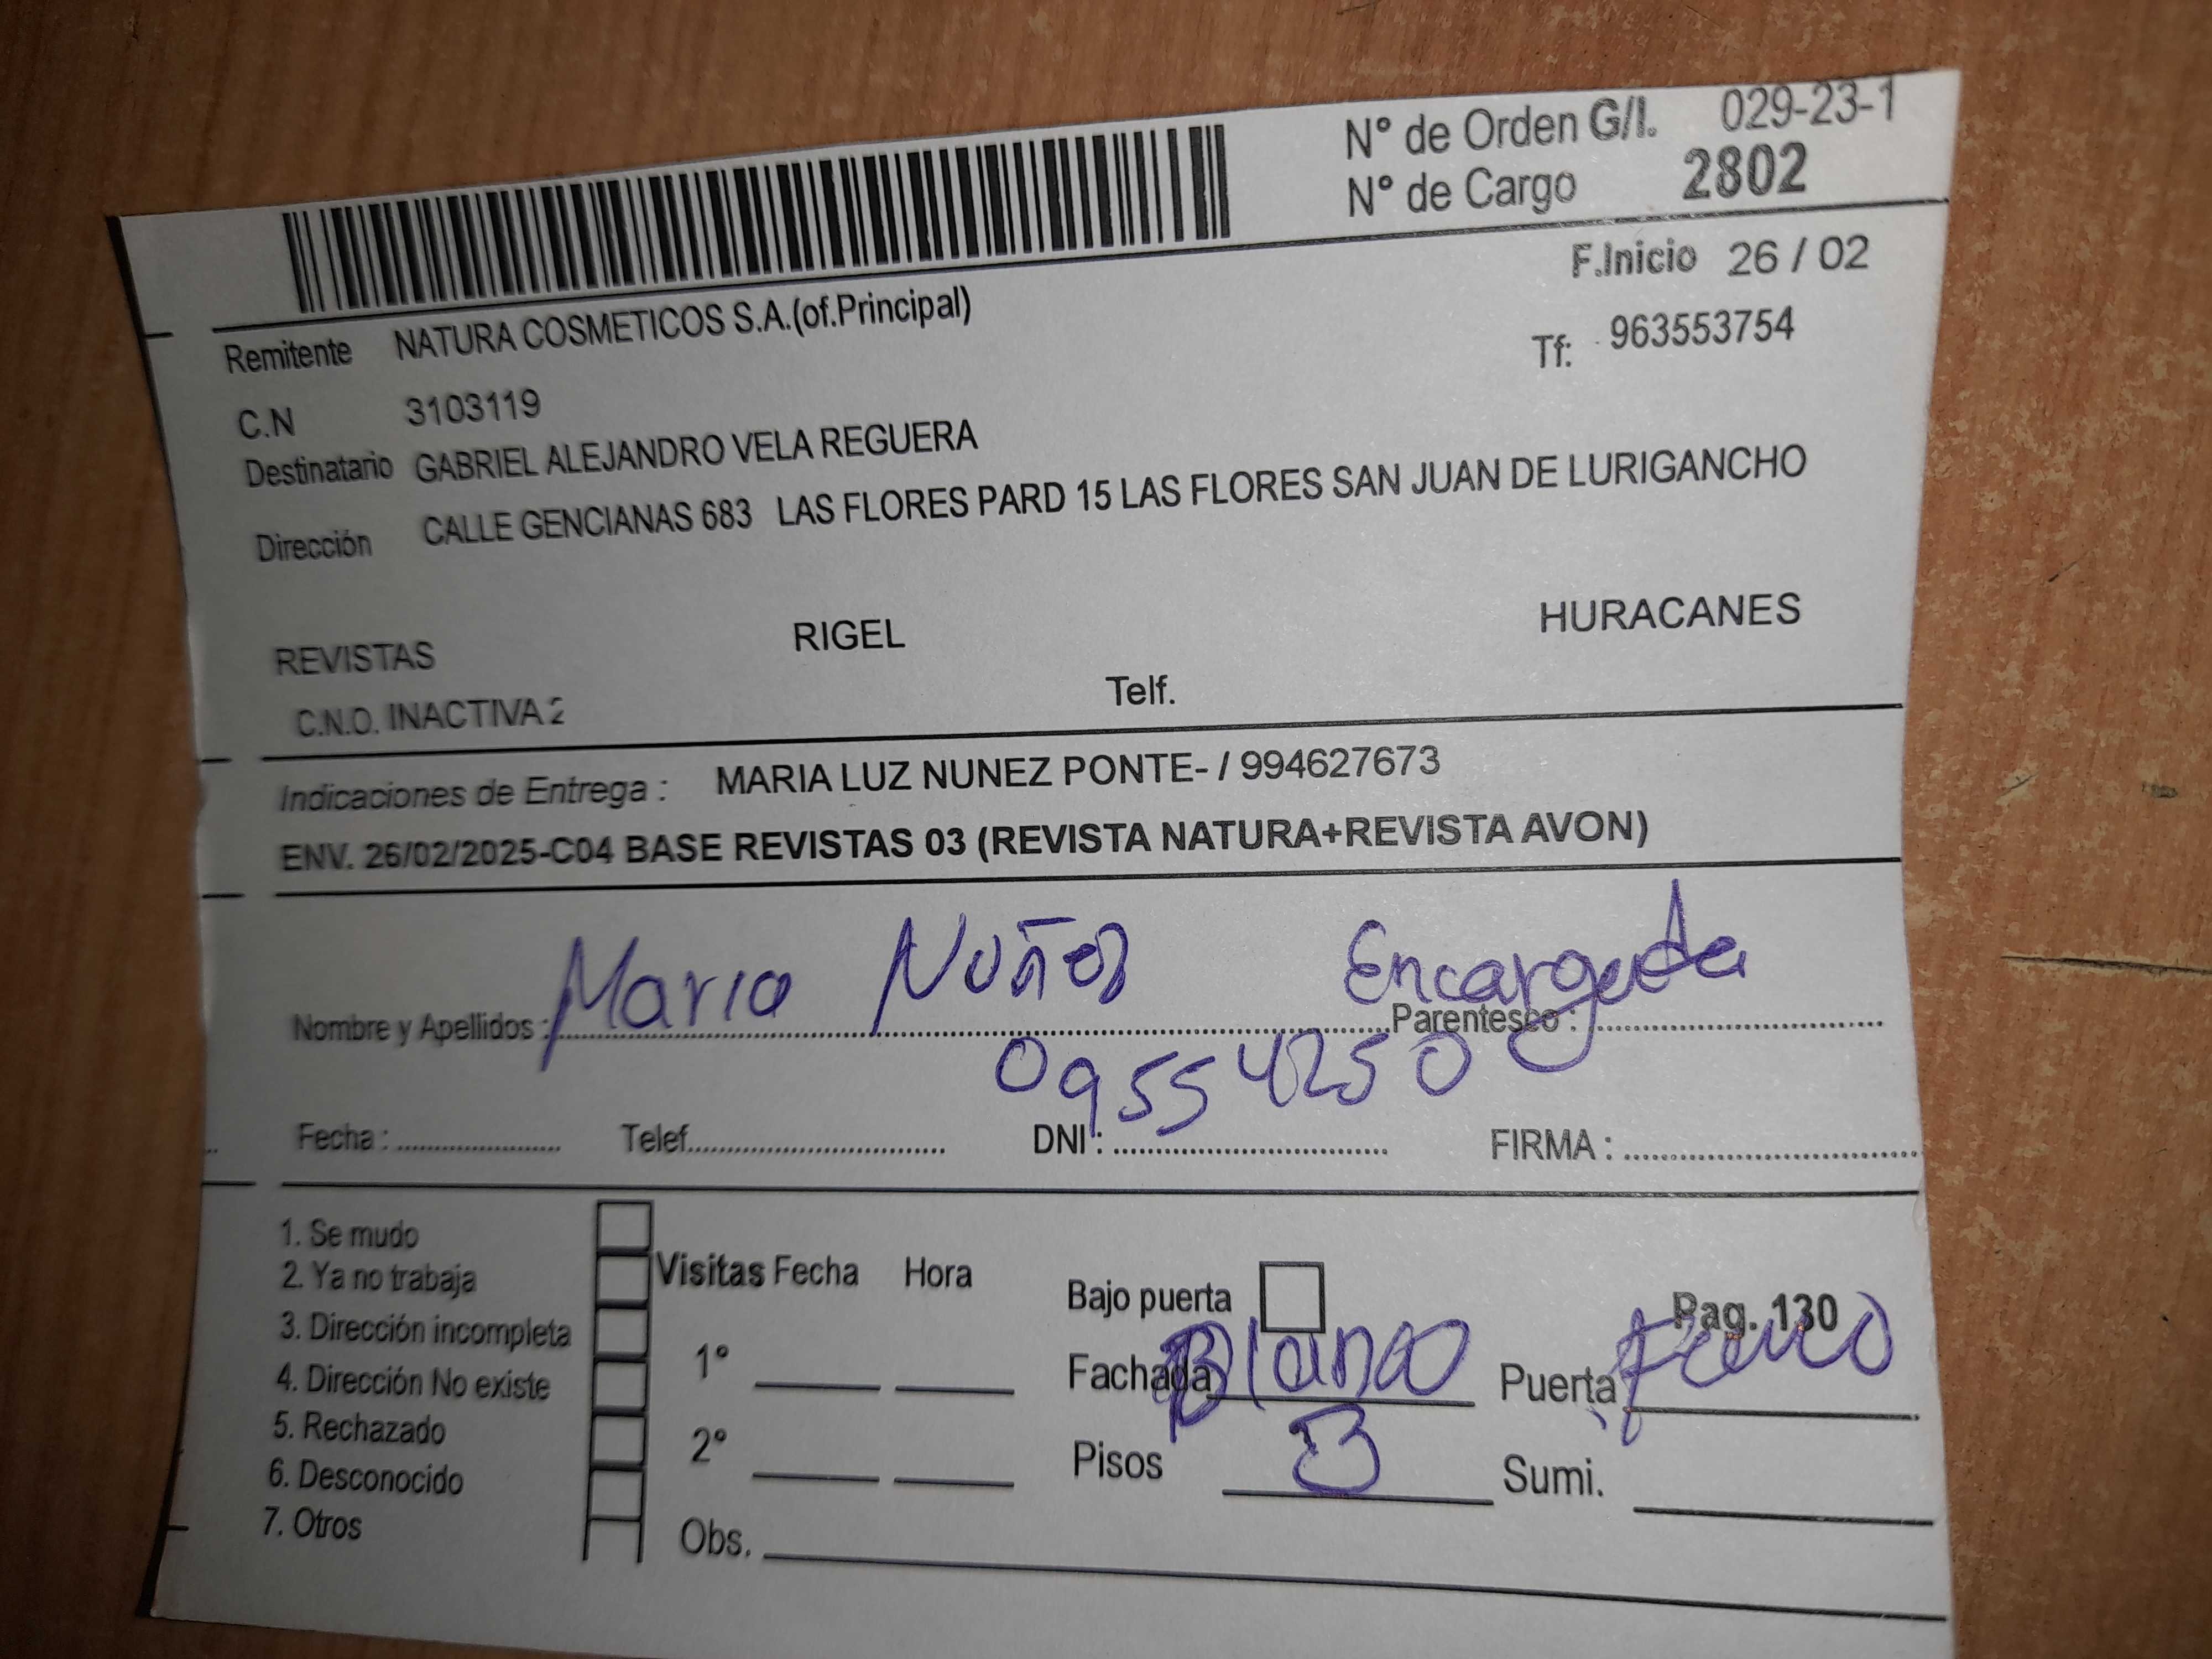 N° de Orden G/I. 029-23-1
N° de Cargo 2802
F.Inicio 26 / 02
Remitente NATURA COSMETICOS S.A.(of.Principal)
Tf: 963553754
C.N 3103119
Destinatario GABRIEL ALEJANDRO VELA REGUERA
Dirección CALLE GENCIANAS 683 LAS FLORES PARD 15 LAS FLORES SAN JUAN DE LURIGANCHO
REVISTAS RIGEL HURACANES
C.N.O. INACTIVA 2 Telf.
Indicaciones de Entrega : MARIA LUZ NUNEZ PONTE- / 994627673
ENV. 26/02/2025-C04 BASE REVISTAS 03 (REVISTA NATURA+REVISTA AVON)
Nombre y Apellidos : Maria Nuñez Parentesco : Encargada
Fecha : Telef. DNI : 09554250 FIRMA :
1. Se mudo
2. Ya no trabaja
3. Dirección incompleta
4. Dirección No existe
5. Rechazado
6. Desconocido
7. Otros
Visitas Fecha Hora
1°
2°
Obs.
Bajo puerta Pag. 130
Fachada Blanco Puerta Fierro
Pisos 3 Sumi.